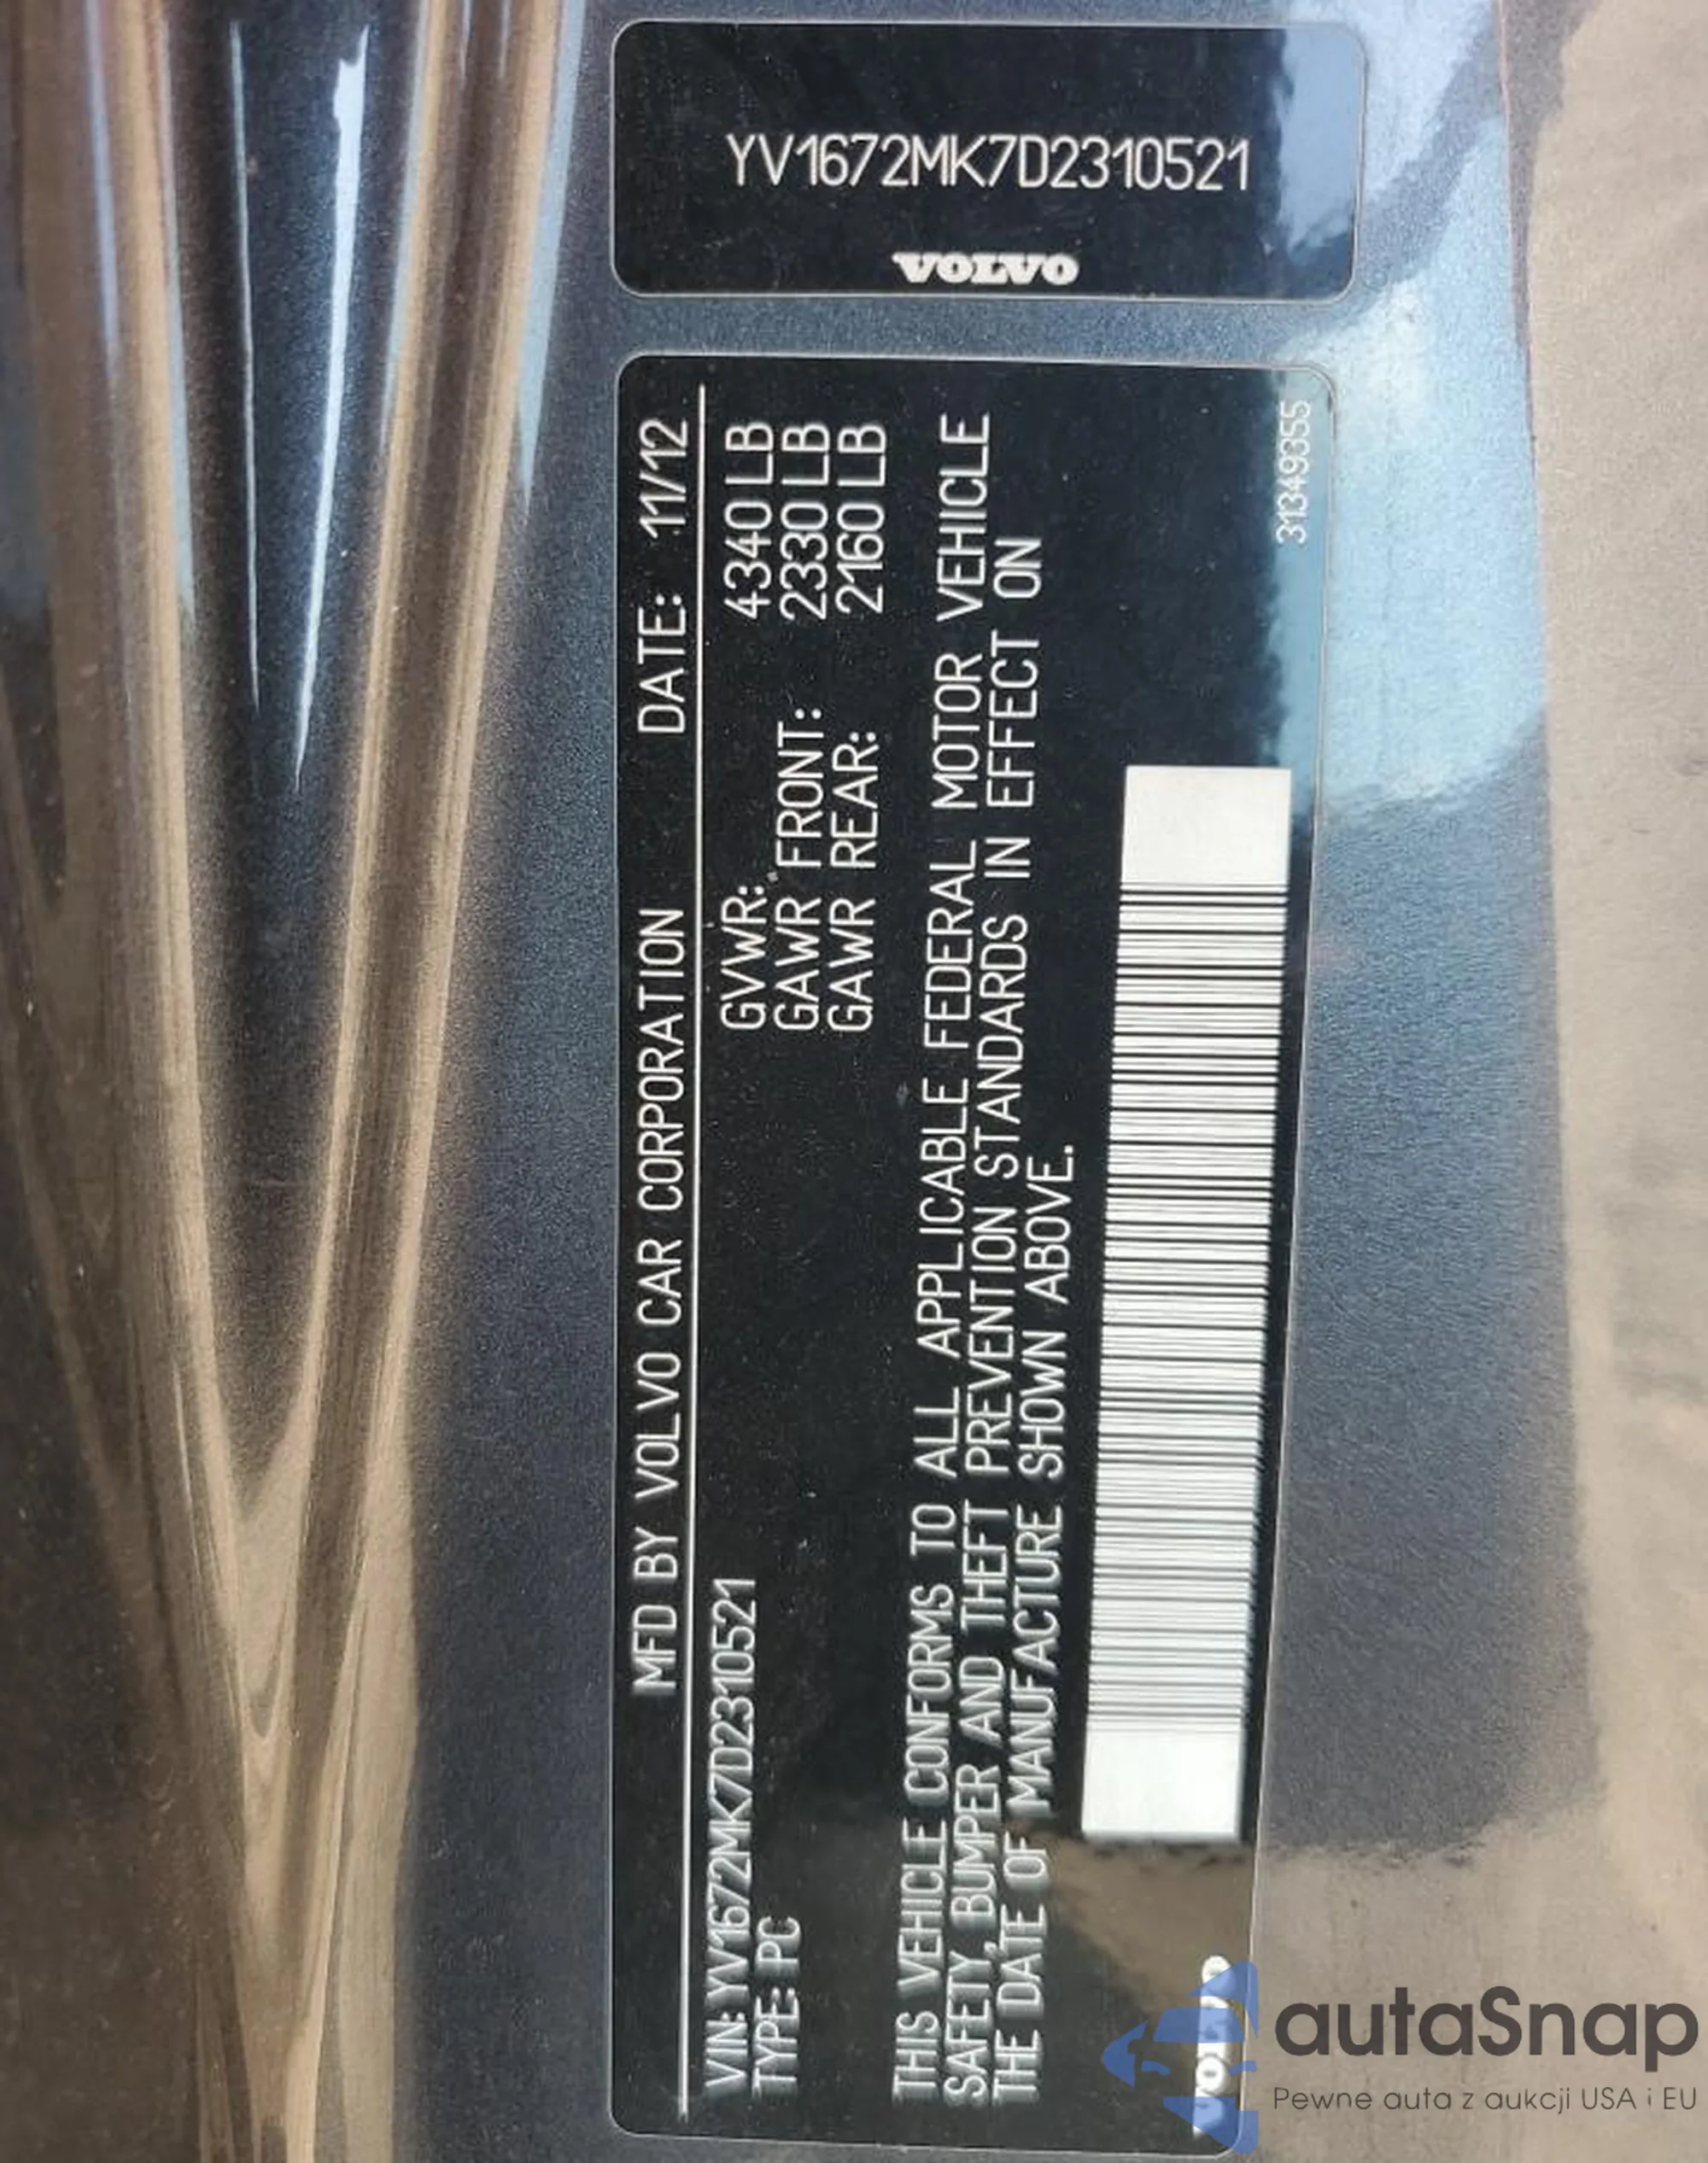 YV1672MK7D2310521
VOLVO
MFD BY VOLVO CAR CORPORATION DATE: 11/12
VIN: YV1672MK7D2310521
TYPE: PC
GVWR: 4340 LB
GAWR FRONT: 2330 LB
GAWR REAR: 2160 LB
THIS VEHICLE CONFORMS TO ALL APPLICABLE FEDERAL MOTOR VEHICLE
SAFETY, BUMPER AND THEFT PREVENTION STANDARDS IN EFFECT ON
THE DATE OF MANUFACTURE SHOWN ABOVE.
VOLVO
31349355
autaSnap
Pewne auta z aukcji USA i EU